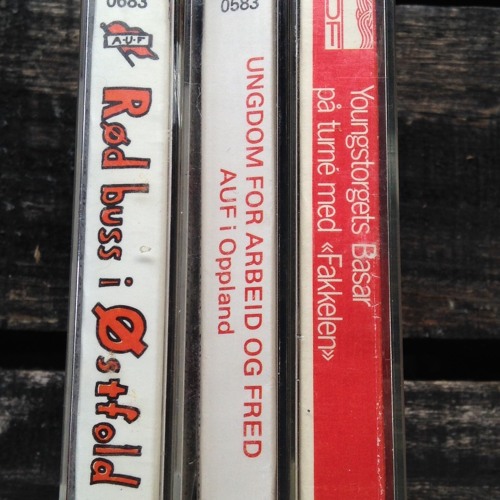 0683
A·U·F
Rød buss i Østfold
0583
UNGDOM FOR ARBEID OG FRED
AUF i Oppland
Youngstorgets Basar
på turné med «Fakkelen»